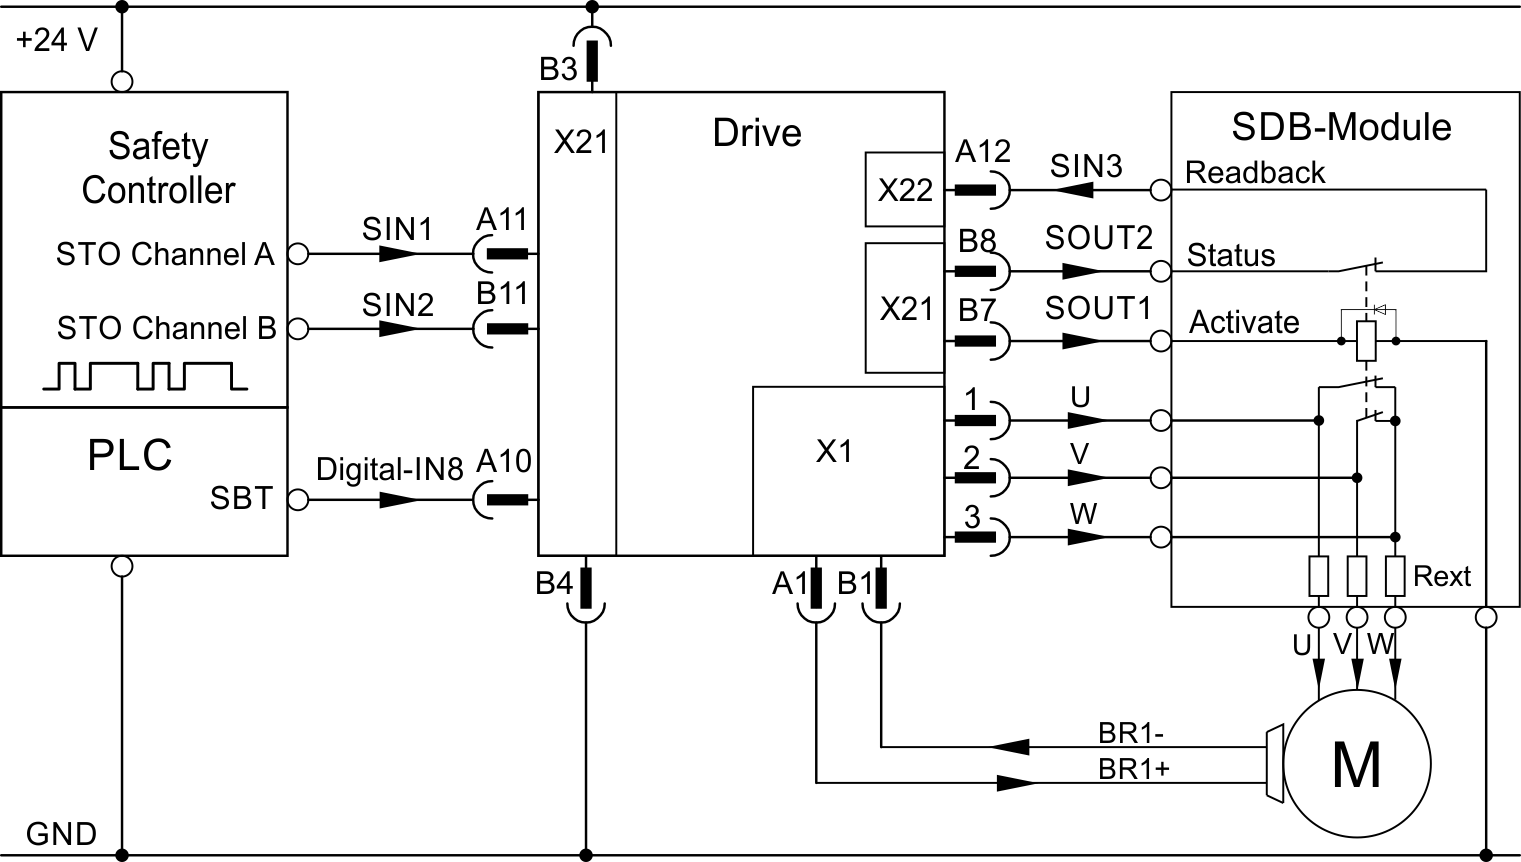 +24 V
B3
Safety
Controller
STO Channel A
STO Channel B
SIN1
A11
SIN2
B11
PLC
SBT
Digital-IN8
A10
X21
Drive
X22
X21
X1
A12
SIN3
B8
SOUT2
B7
SOUT1
1
U
2
V
3
W
SDB-Module
Readback
Status
Activate
Rext
U
V
W
B4
A1
B1
BR1-
BR1+
M
GND